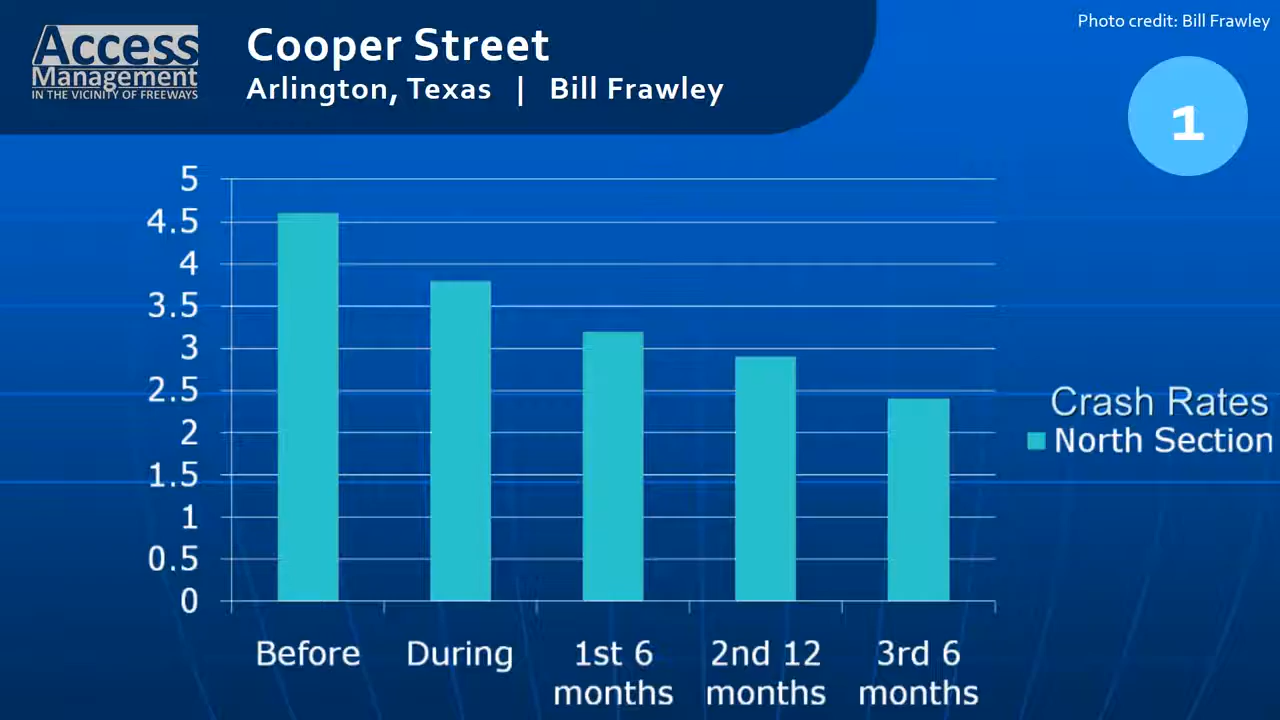 Access
Management
IN THE VICINITY OF FREEWAYS
Cooper Street
Arlington, Texas | Bill Frawley
Photo credit: Bill Frawley
1
5
4.5
4
3.5
3
2.5
2
1.5
1
0.5
0
Before
During
1st 6
months
2nd 12
months
3rd 6
months
Crash Rates
North Section